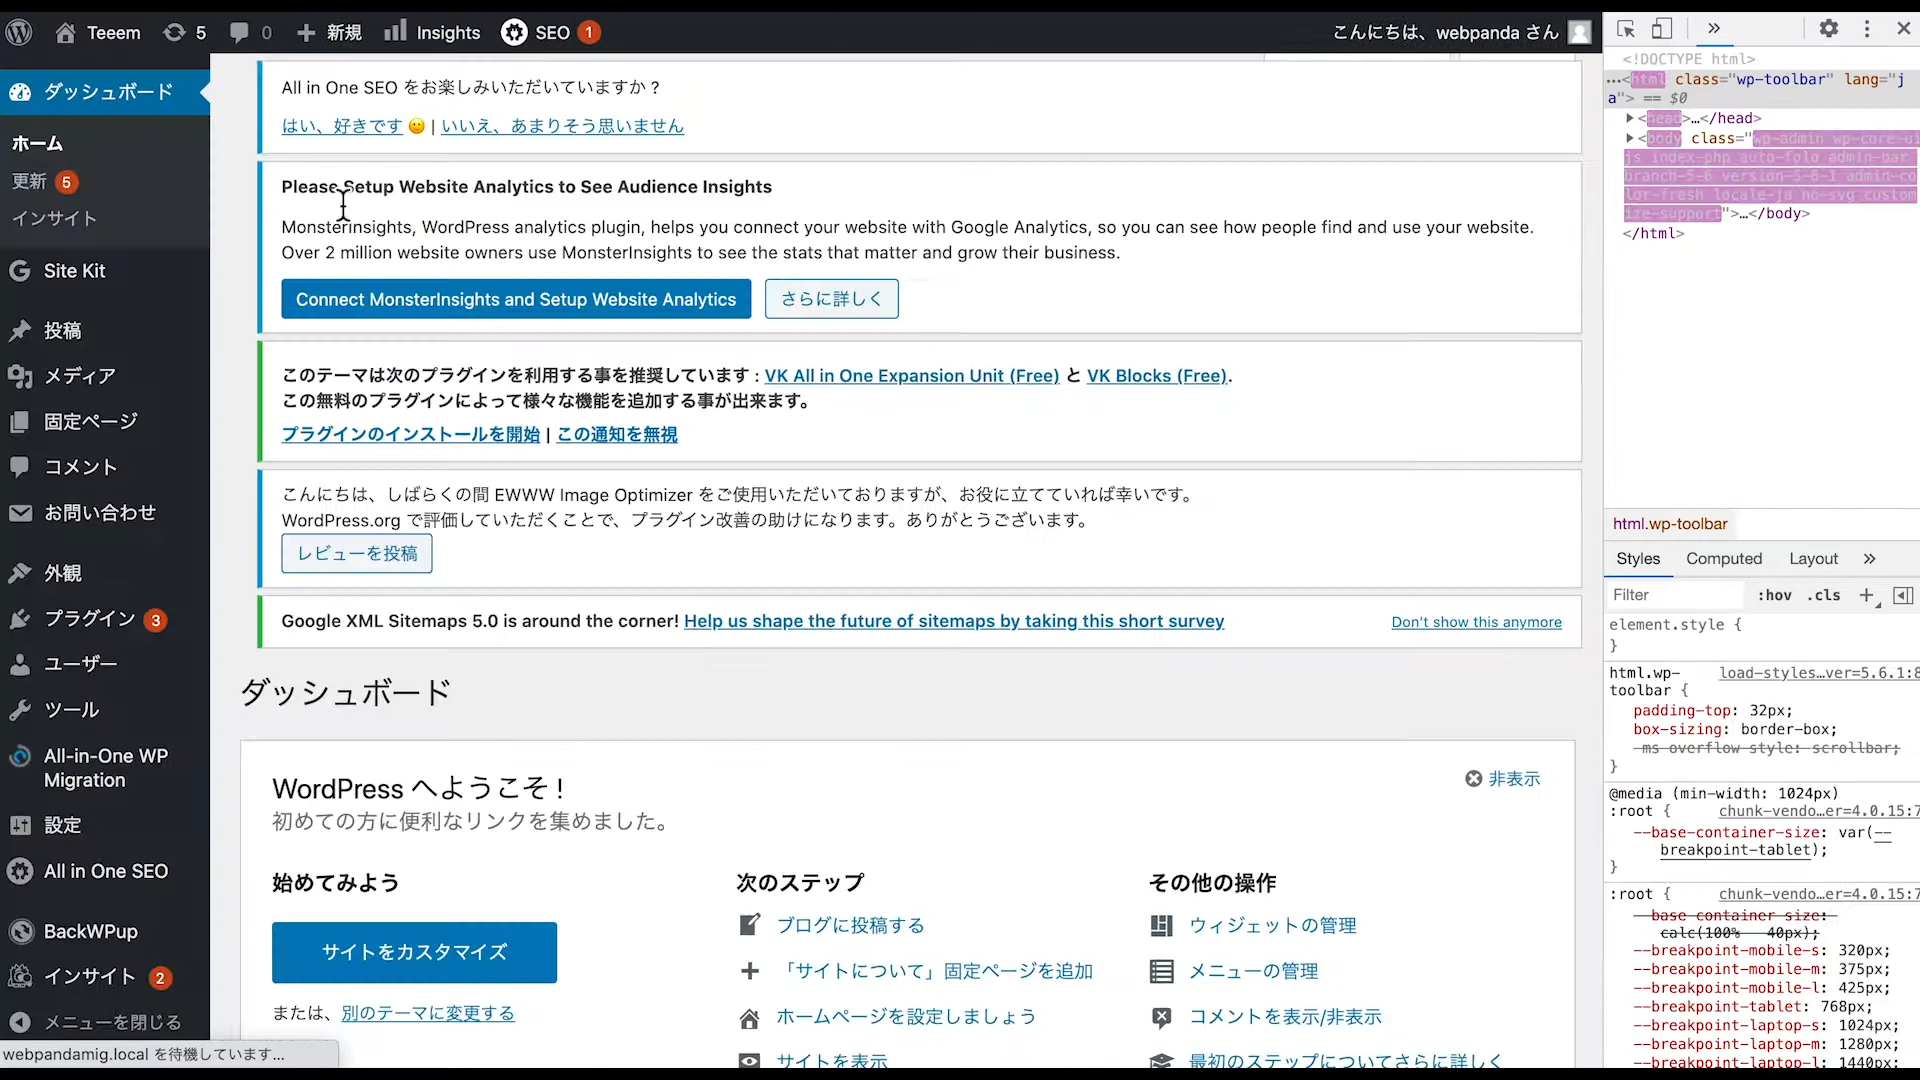 Teeem 5 0 新規 Insights SEO 1 こんにちは、webpanda さん
ダッシュボード
ホーム
更新 5
インサイト
Site Kit
投稿
メディア
固定ページ
コメント
お問い合わせ
外観
プラグイン 3
ユーザー
ツール
All-in-One WP
Migration
設定
All in One SEO
BackWPup
インサイト 2
メニューを閉じる
webpandamig.local を待機しています...
All in One SEO をお楽しみいただいていますか ?
はい、好きです | いいえ、あまりそう思いません
Please Setup Website Analytics to See Audience Insights
MonsterInsights, WordPress analytics plugin, helps you connect your website with Google Analytics, so you can see how people find and use your website.
Over 2 million website owners use MonsterInsights to see the stats that matter and grow their business.
Connect MonsterInsights and Setup Website Analytics さらに詳しく
このテーマは次のプラグインを利用する事を推奨しています : VK All in One Expansion Unit (Free) と VK Blocks (Free).
この無料のプラグインによって様々な機能を追加する事が出来ます。
プラグインのインストールを開始 | この通知を無視
こんにちは、しばらくの間 EWWW Image Optimizer をご使用いただいておりますが、お役に立てていれば幸いです。
WordPress.org で評価していただくことで、プラグイン改善の助けになります。ありがとうございます。
レビューを投稿
Google XML Sitemaps 5.0 is around the corner! Help us shape the future of sitemaps by taking this short survey Don't show this anymore
ダッシュボード
WordPress へようこそ !
非表示
初めての方に便利なリンクを集めました。
始めてみよう
サイトをカスタマイズ
または、別のテーマに変更する
次のステップ
ブログに投稿する
「サイトについて」固定ページを追加
ホームページを設定しましょう
サイトを表示
その他の操作
ウィジェットの管理
メニューの管理
コメントを表示/非表示
最初のステップについてさらに詳しく
<!DOCTYPE html>
…<html class="wp-toolbar" lang="j
a"> == $0
<head>…</head>
<body class="wp-admin wp-core-ui
js index-php auto-fold admin-bar
branch-5-6 version-5-6-1 admin-co
lor-fresh locale-ja no-svg custom
ize-support">…</body>
</html>
html.wp-toolbar
Styles Computed Layout
Filter :hov .cls
element.style {
}
html.wp- load-styles…ver=5.6.1:8
toolbar {
padding-top: 32px;
box-sizing: border-box;
-ms-overflow-style: scrollbar;
}
@media (min-width: 1024px)
:root { chunk-vendo…er=4.0.15:7
--base-container-size: var(--
breakpoint-tablet);
}
:root { chunk-vendo…er=4.0.15:7
--base-container-size:
calc(100% - 40px);
--breakpoint-mobile-s: 320px;
--breakpoint-mobile-m: 375px;
--breakpoint-mobile-l: 425px;
--breakpoint-tablet: 768px;
--breakpoint-laptop-s: 1024px;
--breakpoint-laptop-m: 1280px;
--breakpoint-laptop-l: 1440px;